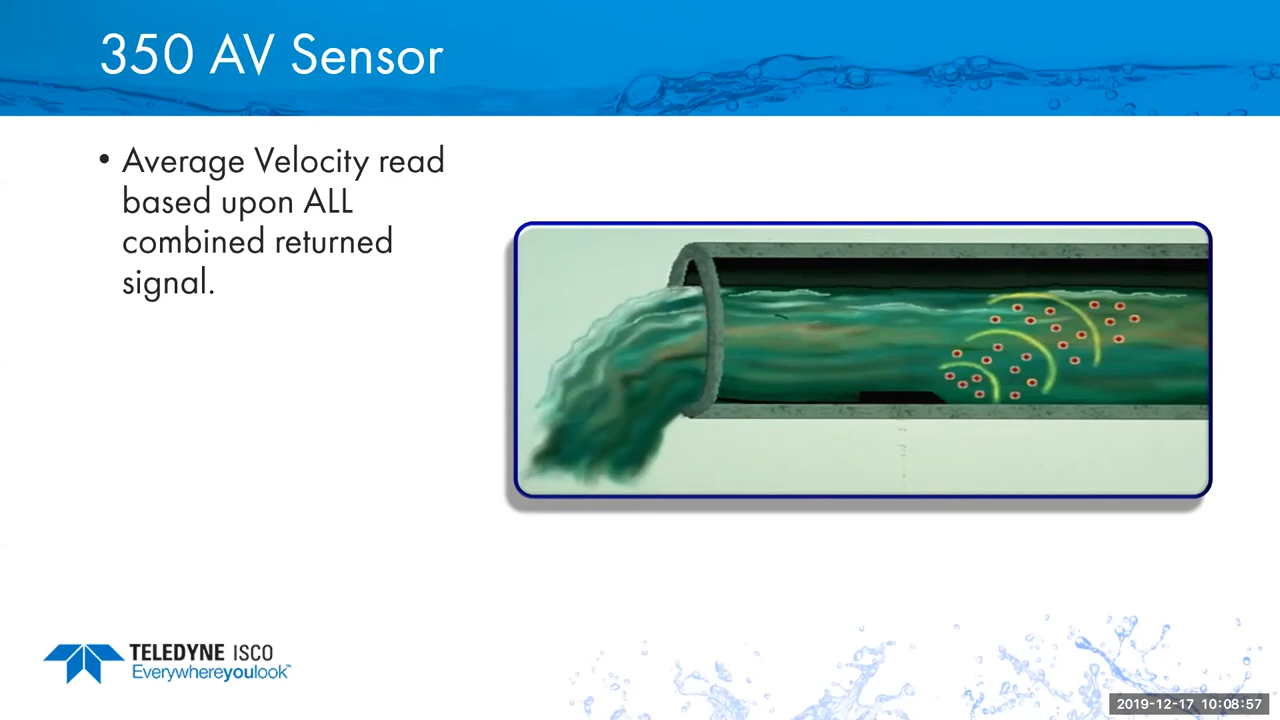 350 AV Sensor
• Average Velocity read
based upon ALL
combined returned
signal.
TELEDYNE ISCO
Everywhereyoulook™
2019-12-17 10:08:57